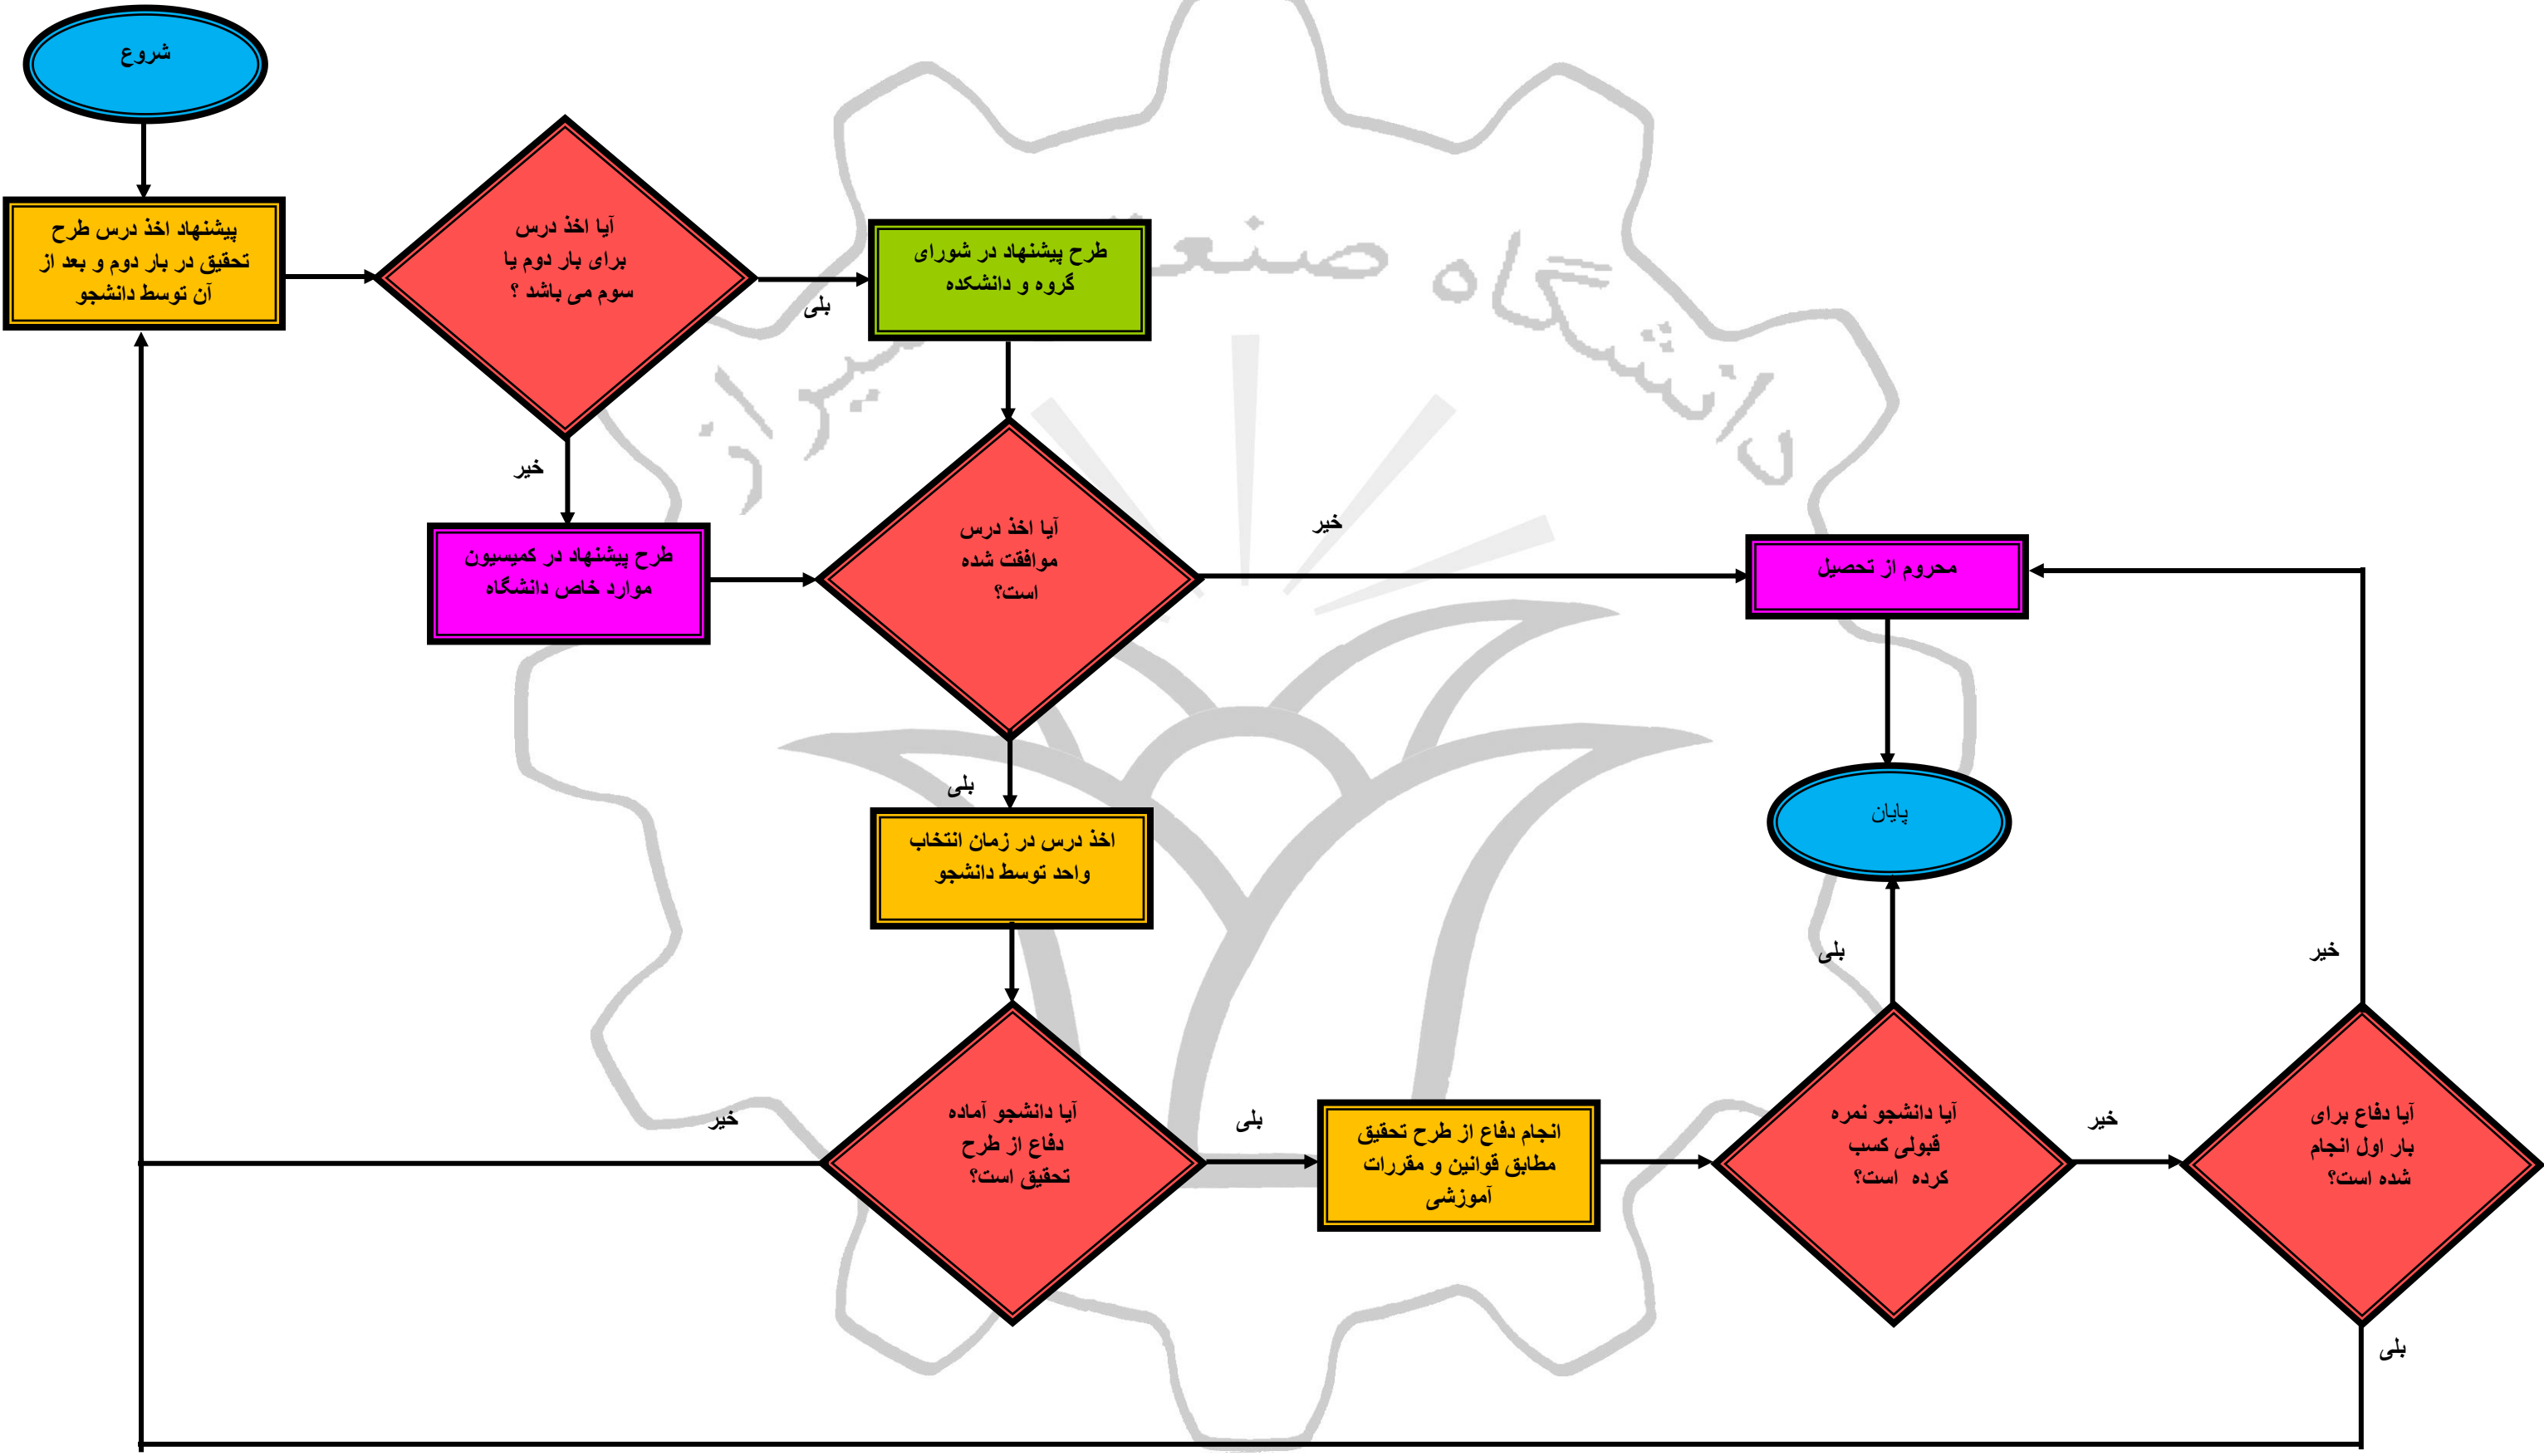 شروع
پیشنهاد اخذ درس طرح
تحقیق در بار دوم و بعد از
آن توسط دانشجو
آیا اخذ درس
برای بار دوم یا
سوم می باشد ؟
بلی
طرح پیشنهاد در شورای
گروه و دانشکده
خیر
طرح پیشنهاد در کمیسیون
موارد خاص دانشگاه
آیا اخذ درس
موافقت شده
است؟
خیر
محروم از تحصیل
بلی
اخذ درس در زمان انتخاب
واحد توسط دانشجو
پایان
آیا دانشجو آماده
دفاع از طرح
تحقیق است؟
خیر
بلی
انجام دفاع از طرح تحقیق
مطابق قوانین و مقررات
آموزشی
آیا دانشجو نمره
قبولی کسب
کرده است؟
بلی
خیر
آیا دفاع برای
بار اول انجام
شده است؟
خیر
بلی
دانشگاه صنعتی